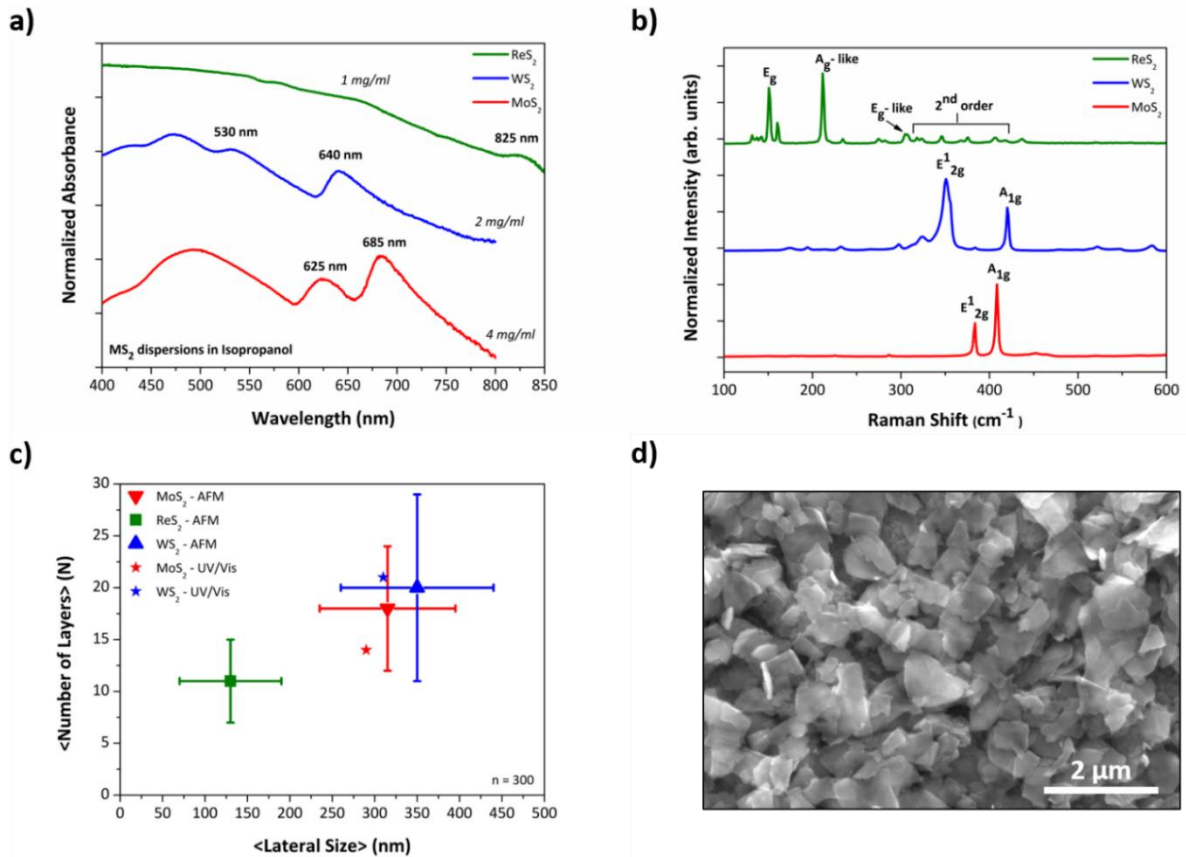 a)
ReS2
WS2
MoS2
1 mg/ml
825 nm
530 nm
640 nm
2 mg/ml
625 nm
685 nm
4 mg/ml
MS2 dispersions in Isopropanol
Normalized Absorbance
400 450 500 550 600 650 700 750 800 850
Wavelength (nm)
b)
ReS2
WS2
MoS2
Eg
Ag- like
Eg- like
2nd order
E12g
A1g
E12g
A1g
Normalized Intensity (arb. units)
100 200 300 400 500 600
Raman Shift (cm-1)
c)
MoS2 - AFM
ReS2 - AFM
WS2 - AFM
MoS2 - UV/Vis
WS2 - UV/Vis
n = 300
30
25
20
15
10
5
0
<Number of Layers> (N)
0 50 100 150 200 250 300 350 400 450 500
<Lateral Size> (nm)
d)
2 μm